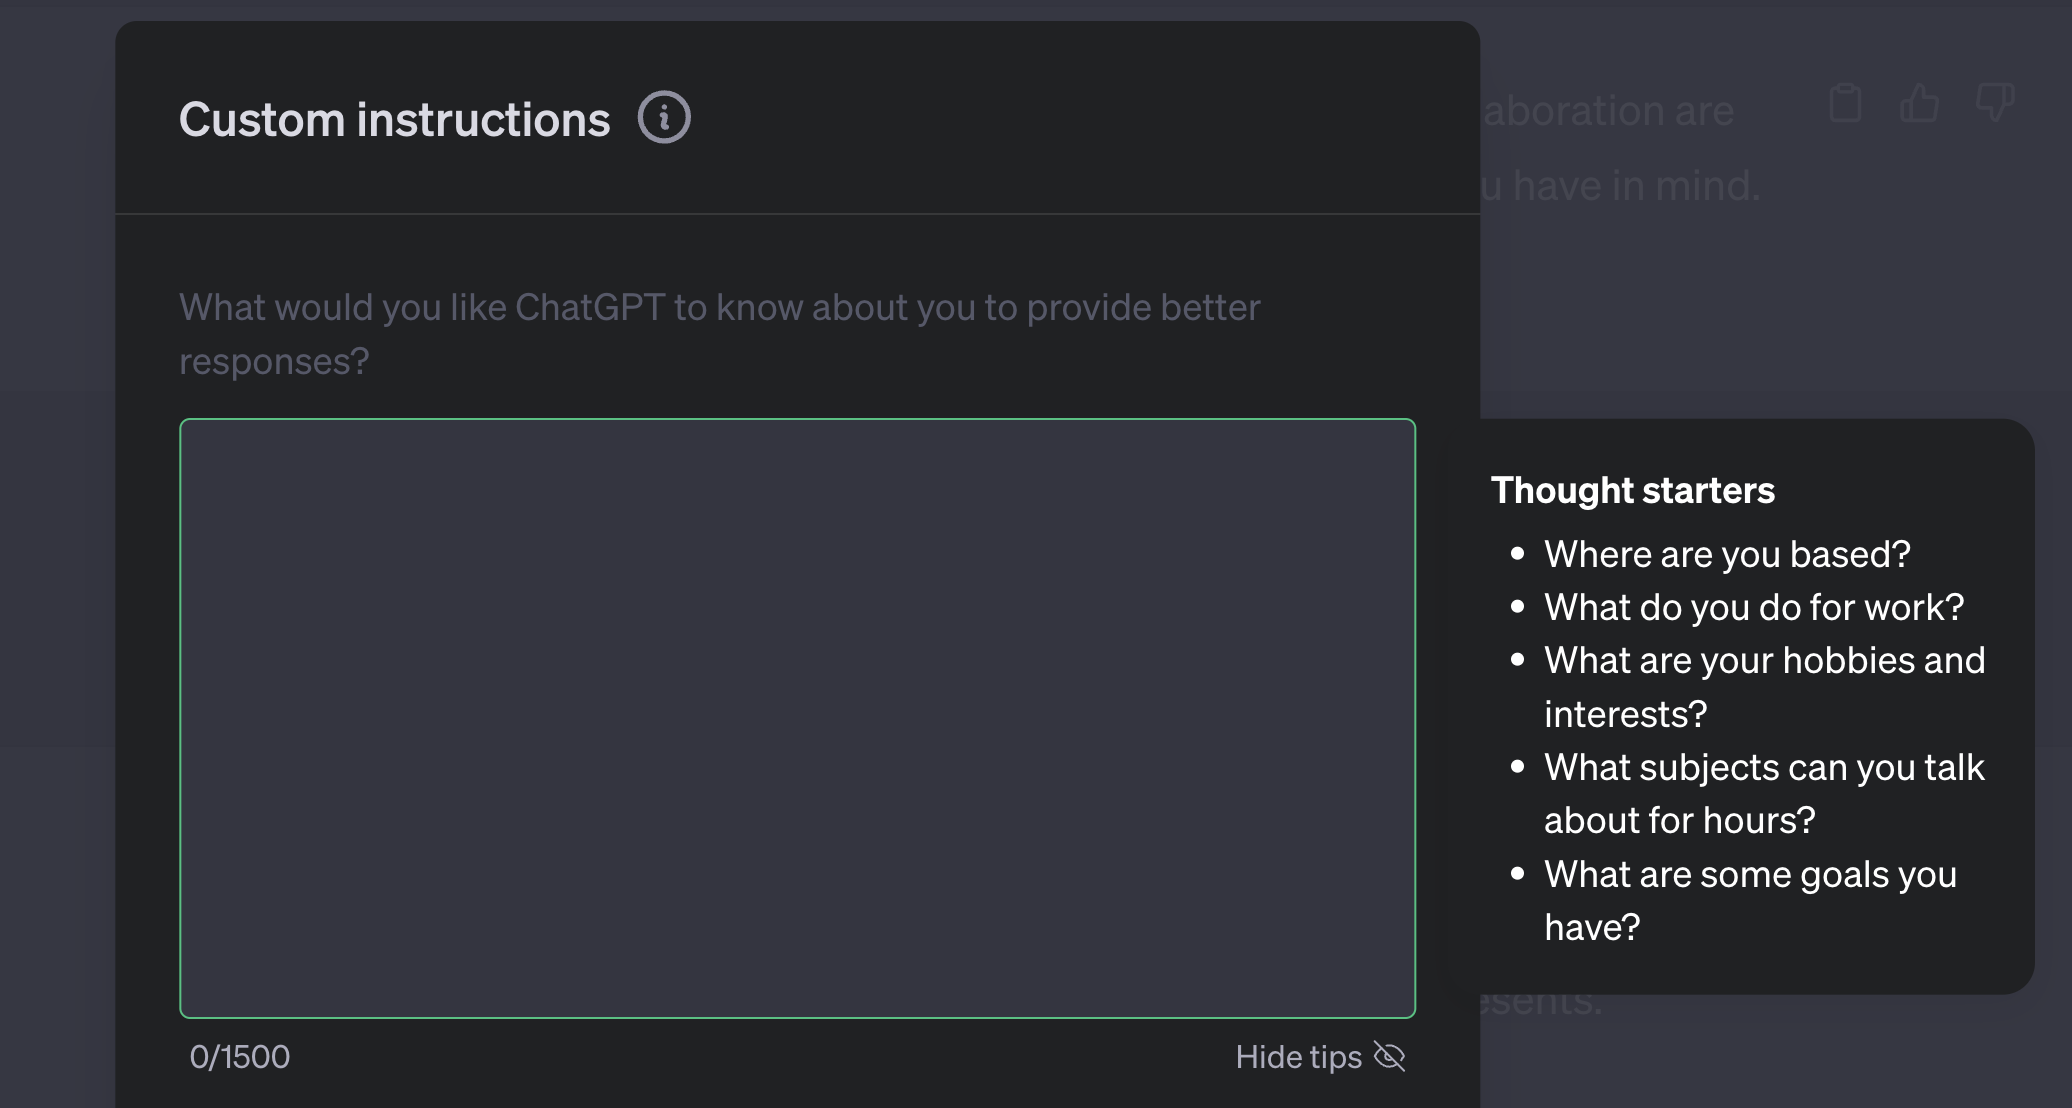 Custom instructions
aboration are
u have in mind.
What would you like ChatGPT to know about you to provide better
responses?
Thought starters
• Where are you based?
• What do you do for work?
• What are your hobbies and
interests?
• What subjects can you talk
about for hours?
• What are some goals you
have?
esents.
0/1500
Hide tips